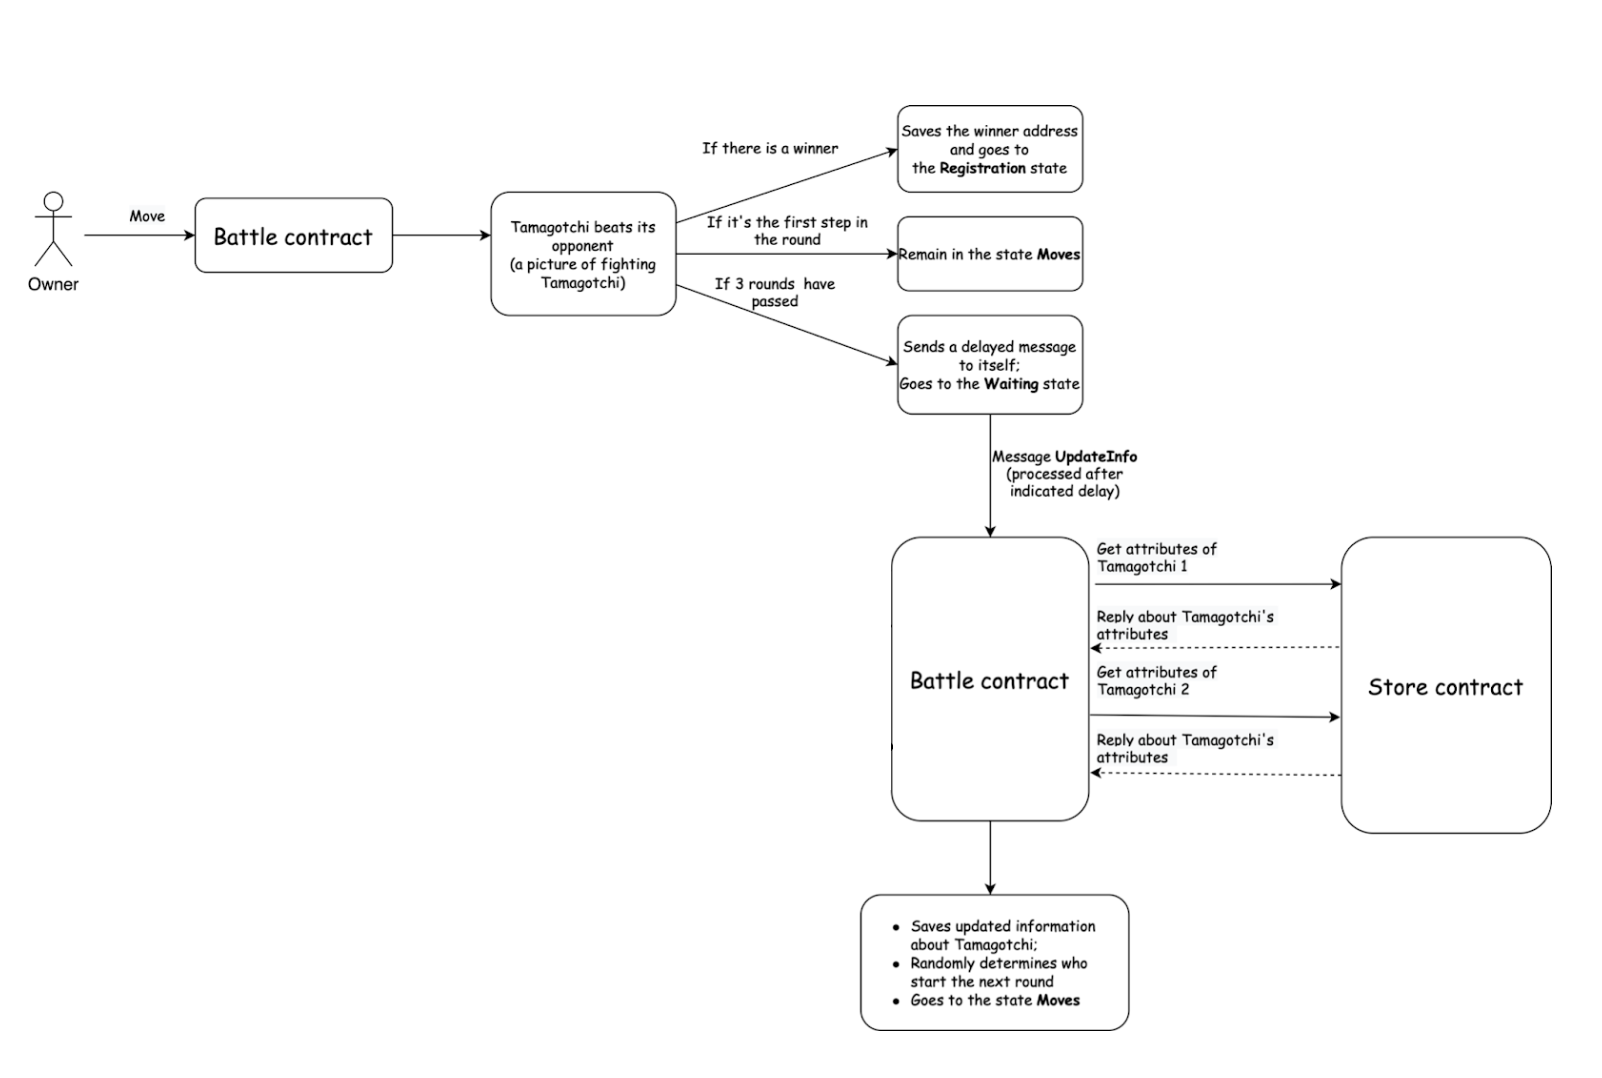 Owner
Move
Battle contract
Tamagotchi beats its
opponent
(a picture of fighting
Tamagotchi)
If there is a winner
Saves the winner address
and goes to
the Registration state
If it's the first step in
the round
Remain in the state Moves
If 3 rounds have
passed
Sends a delayed message
to itself;
Goes to the Waiting state
Message UpdateInfo
(processed after
indicated delay)
Battle contract
Get attributes of
Tamagotchi 1
Reply about Tamagotchi's
attributes
Get attributes of
Tamagotchi 2
Reply about Tamagotchi's
attributes
Store contract
• Saves updated information
about Tamagotchi;
• Randomly determines who
start the next round
• Goes to the state Moves